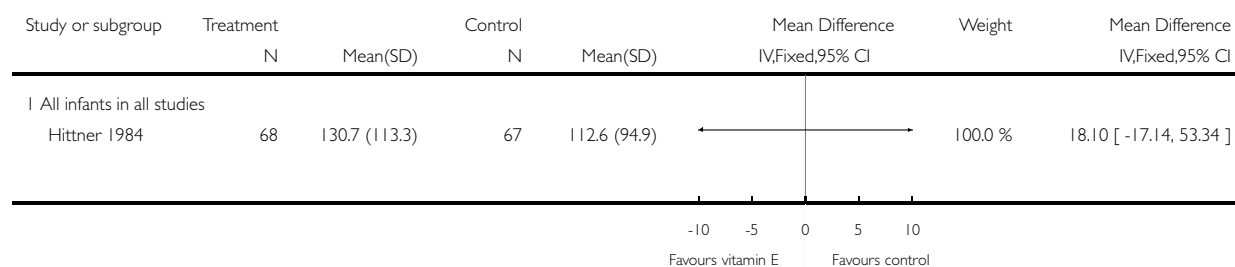 Study or subgroup Treatment Control Mean Difference Weight Mean Difference
N Mean(SD) N Mean(SD) IV,Fixed,95% CI IV,Fixed,95% CI
1 All infants in all studies
Hittner 1984 68 130.7 (113.3) 67 112.6 (94.9) 100.0 % 18.10 [ -17.14, 53.34 ]
-10 -5 0 5 10
Favours vitamin E Favours control